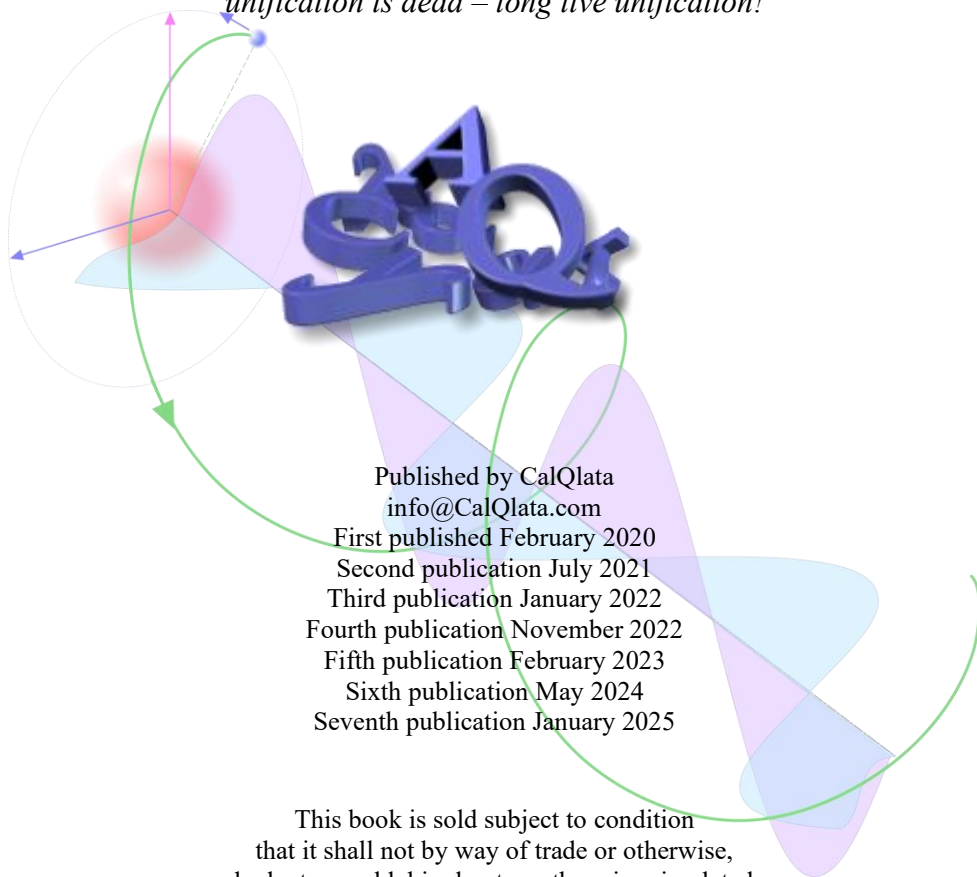 unification is dead – long live unification!
Published by CalQlata
info@CalQlata.com
First published February 2020
Second publication July 2021
Third publication January 2022
Fourth publication November 2022
Fifth publication February 2023
Sixth publication May 2024
Seventh publication January 2025
This book is sold subject to condition
that it shall not by way of trade or otherwise,